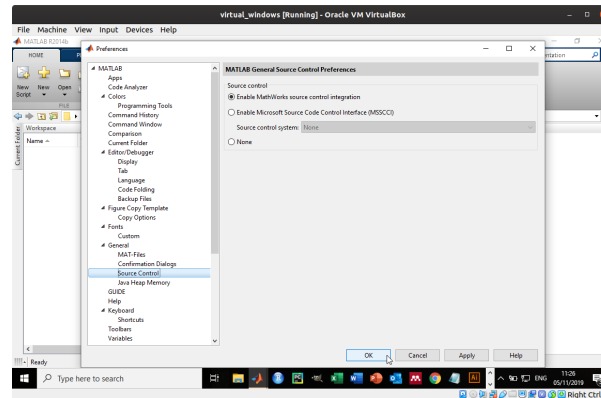 virtual_windows [Running] - Oracle VM VirtualBox
File Machine View Input Devices Help
MATLAB R2014b
HOME
New Script
New
Open
FILE
Current Folder
Workspace
Name
Ready
Preferences
MATLAB
Apps
Code Analyzer
Colors
Programming Tools
Command History
Command Window
Comparison
Current Folder
Editor/Debugger
Display
Tab
Language
Code Folding
Backup Files
Figure Copy Template
Copy Options
Fonts
Custom
General
MAT-Files
Confirmation Dialogs
Source Control
Java Heap Memory
GUIDE
Help
Keyboard
Shortcuts
Toolbars
Variables
MATLAB General Source Control Preferences
Source control
Enable MathWorks source control integration
Enable Microsoft Source Code Control Interface (MSSCCI)
Source control system: None
None
OK Cancel Apply Help
Type here to search
ENG
11:26
05/11/2019
Right Ctrl